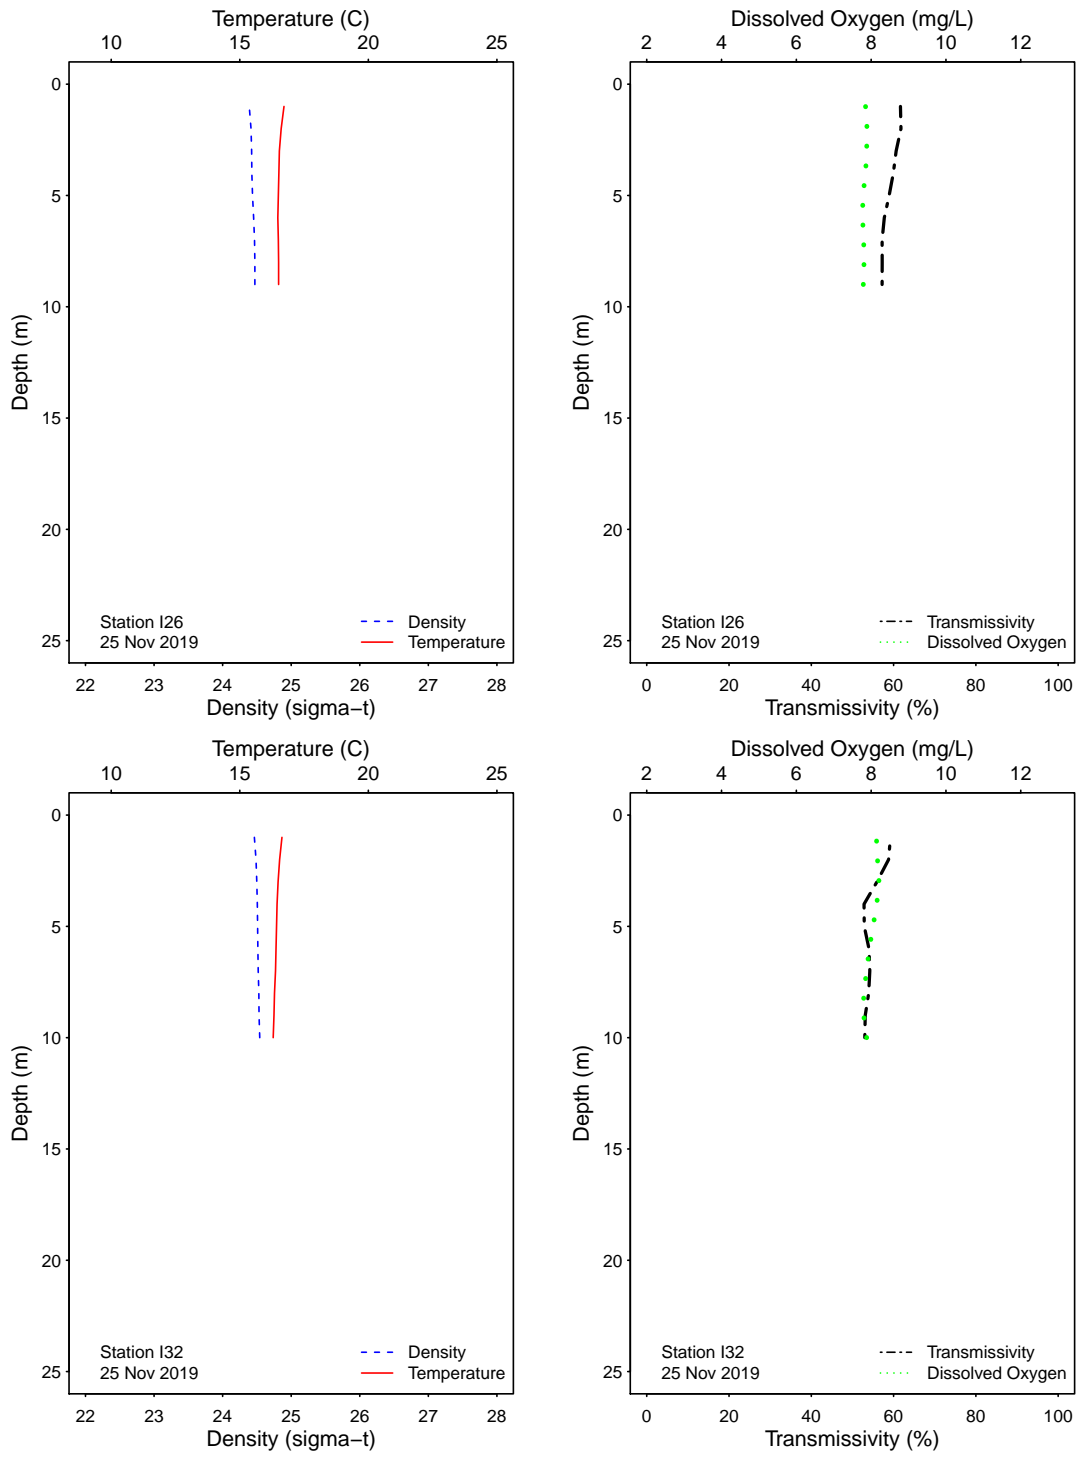 Temperature (C)
10 15 20 25
0
5
10
15
20
25
Depth (m)
Station I26
25 Nov 2019
Density
Temperature
22 23 24 25 26 27 28
Density (sigma−t)
Dissolved Oxygen (mg/L)
2 4 6 8 10 12
0
5
10
15
20
25
Depth (m)
Station I26
25 Nov 2019
Transmissivity
Dissolved Oxygen
0 20 40 60 80 100
Transmissivity (%)
Temperature (C)
10 15 20 25
0
5
10
15
20
25
Depth (m)
Station I32
25 Nov 2019
Density
Temperature
22 23 24 25 26 27 28
Density (sigma−t)
Dissolved Oxygen (mg/L)
2 4 6 8 10 12
0
5
10
15
20
25
Depth (m)
Station I32
25 Nov 2019
Transmissivity
Dissolved Oxygen
0 20 40 60 80 100
Transmissivity (%)